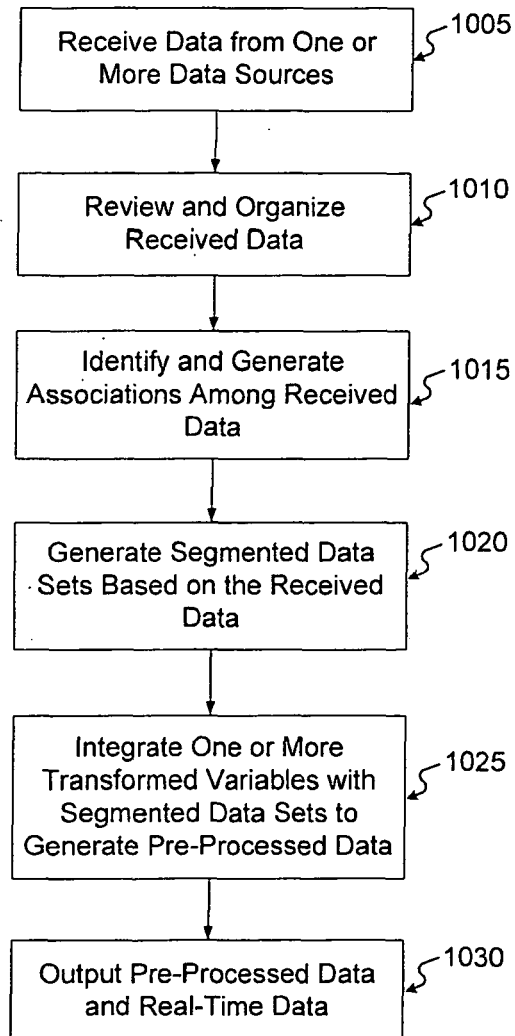 Receive Data from One or
More Data Sources
1005
Review and Organize
Received Data
1010
Identify and Generate
Associations Among Received
Data
1015
Generate Segmented Data
Sets Based on the Received
Data
1020
Integrate One or More
Transformed Variables with
Segmented Data Sets to
Generate Pre-Processed Data
1025
Output Pre-Processed Data
and Real-Time Data
1030